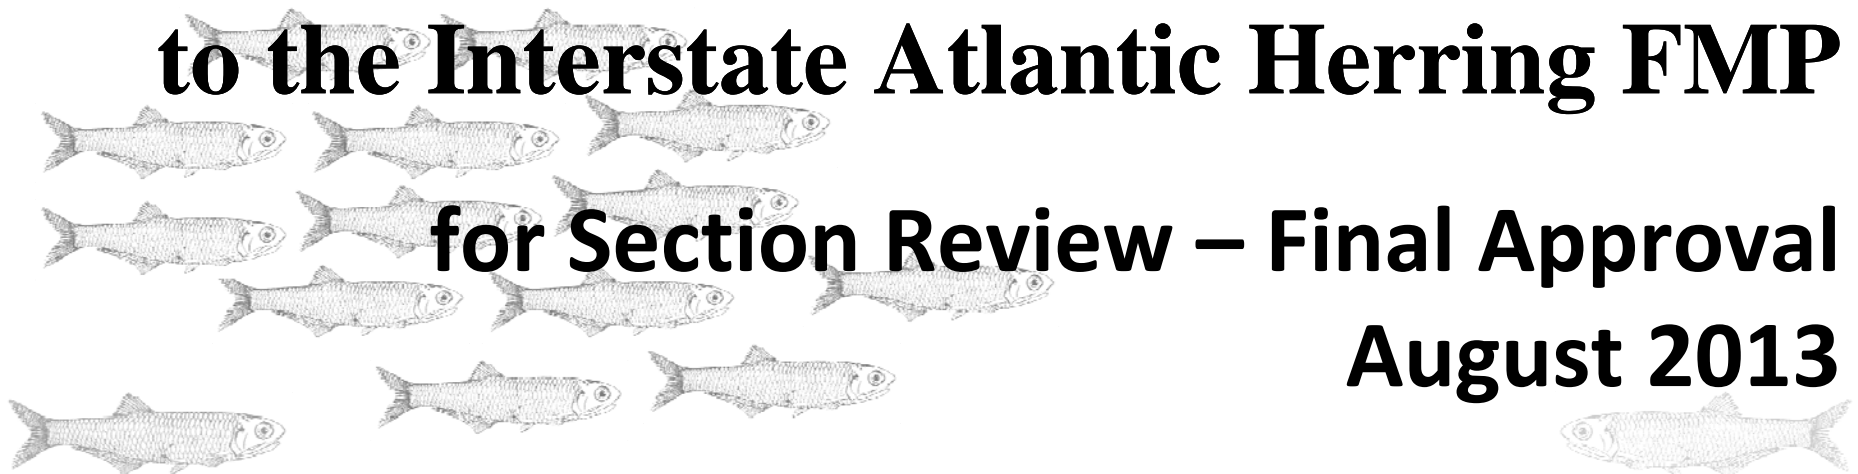 to the Interstate Atlantic Herring FMP
for Section Review – Final Approval
August 2013